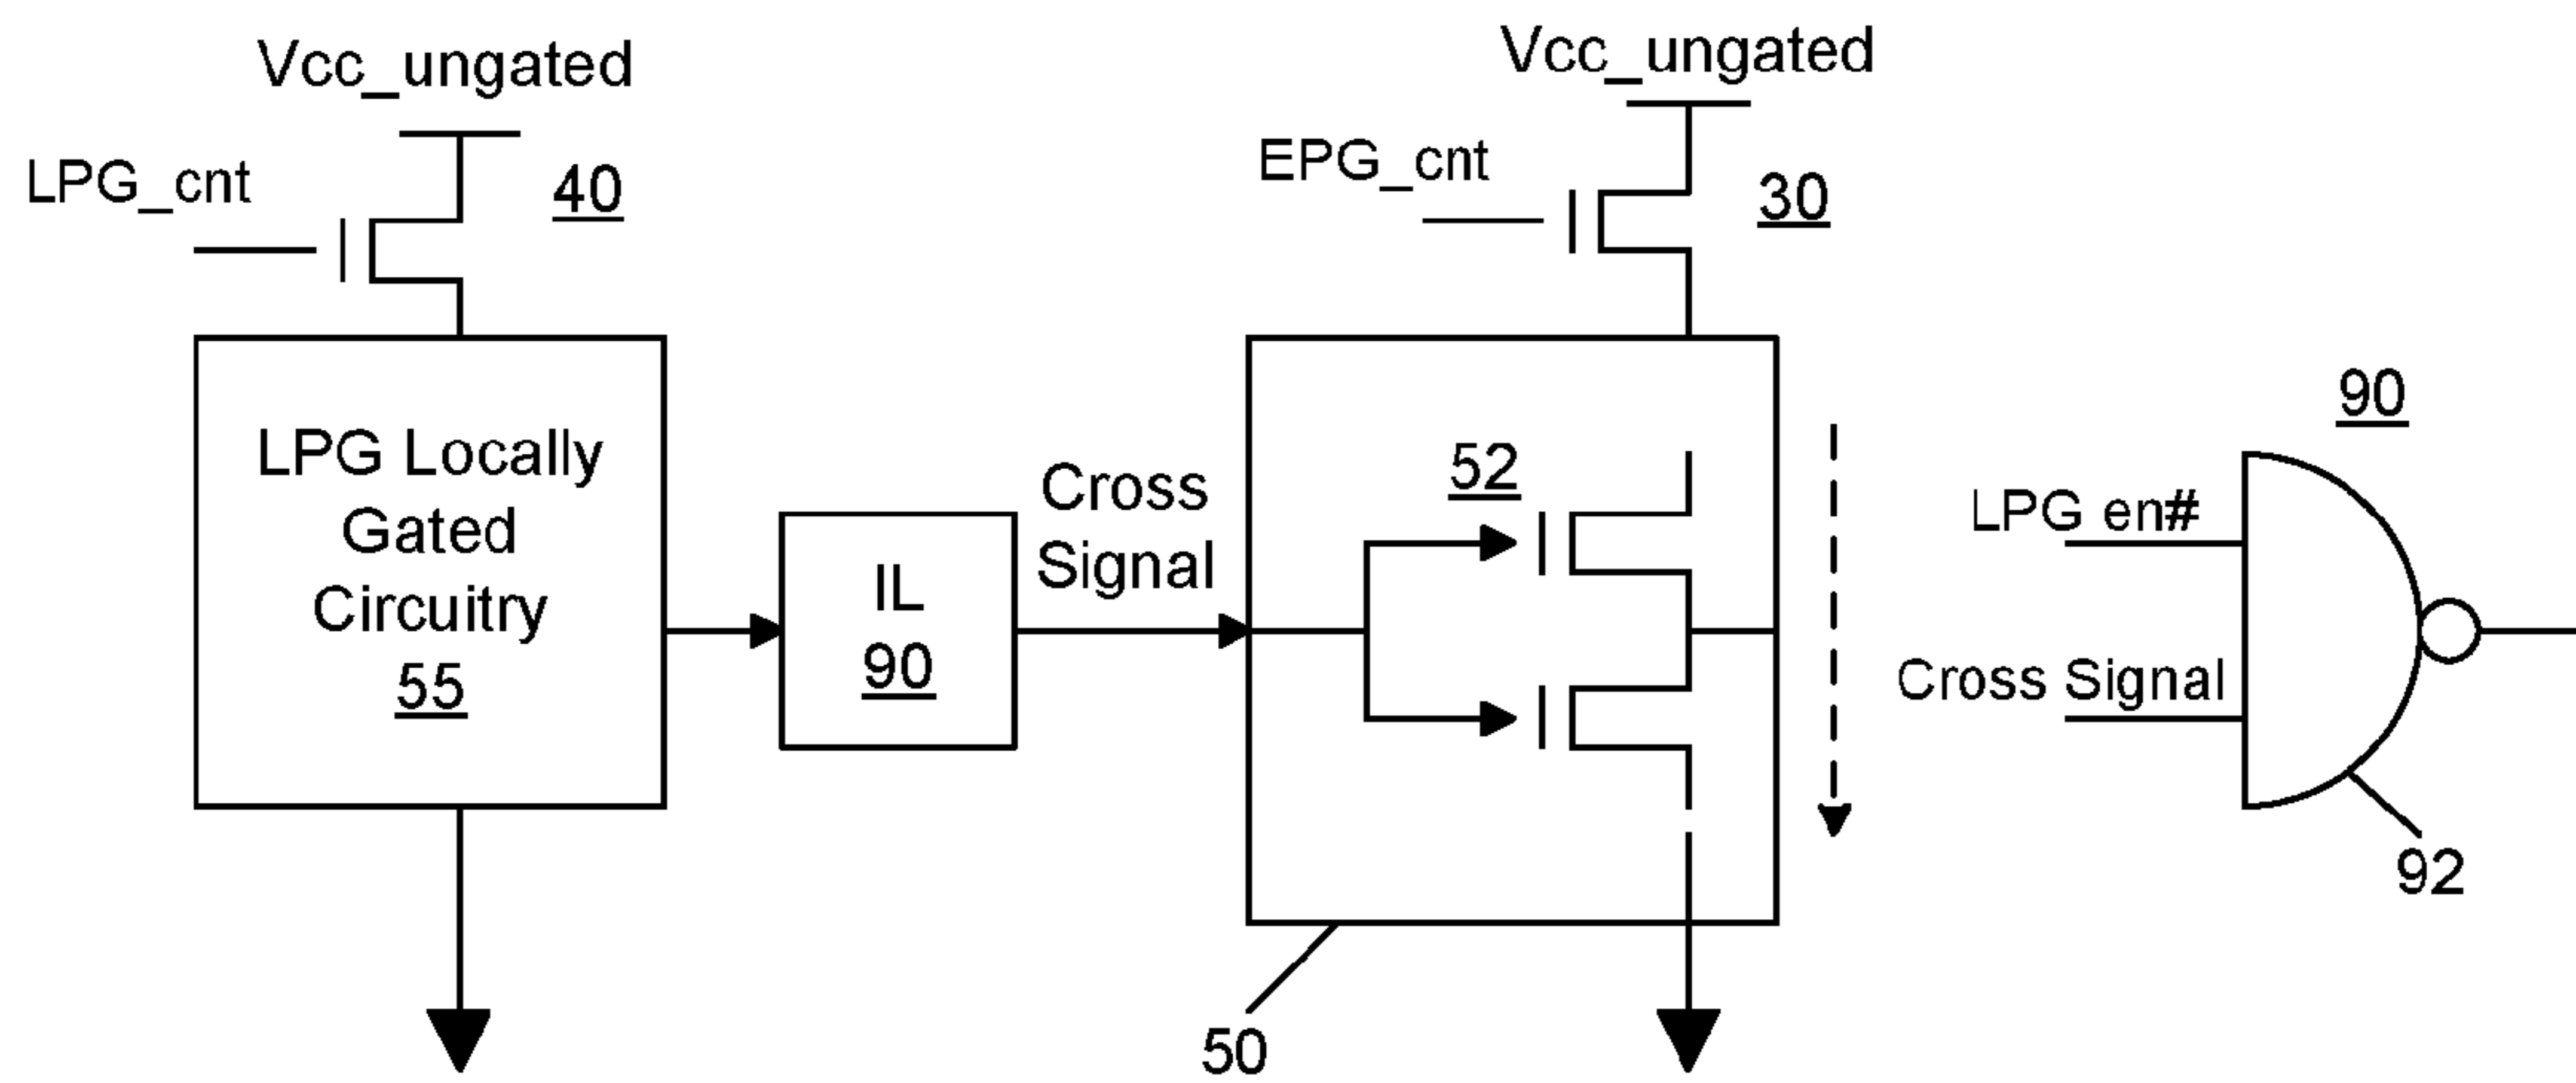 Vcc_ungated
LPG_cnt
40
LPG Locally
Gated
Circuitry
55
IL
90
Cross
Signal
Vcc_ungated
EPG_cnt
30
52
50
90
LPG en#
Cross Signal
92